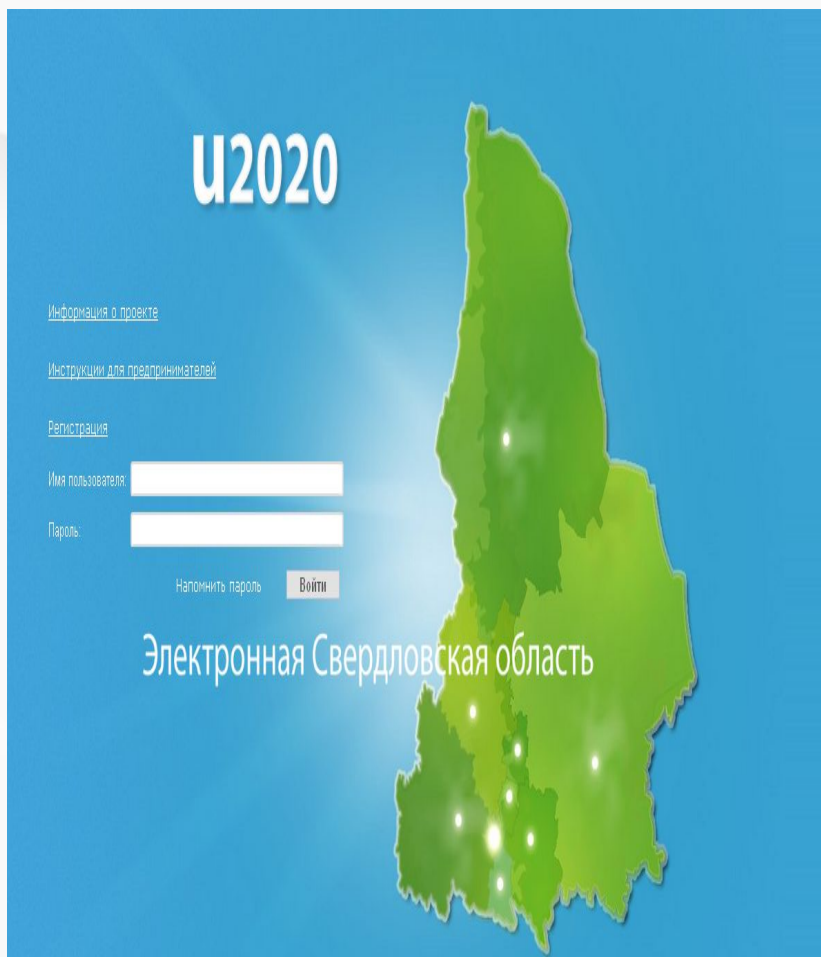 u2020
Информация о проекте
Инструкции для предпринимателей
Регистрация
Имя пользователя:
Пароль:
Напомнить пароль Войти
Электронная Свердловская область